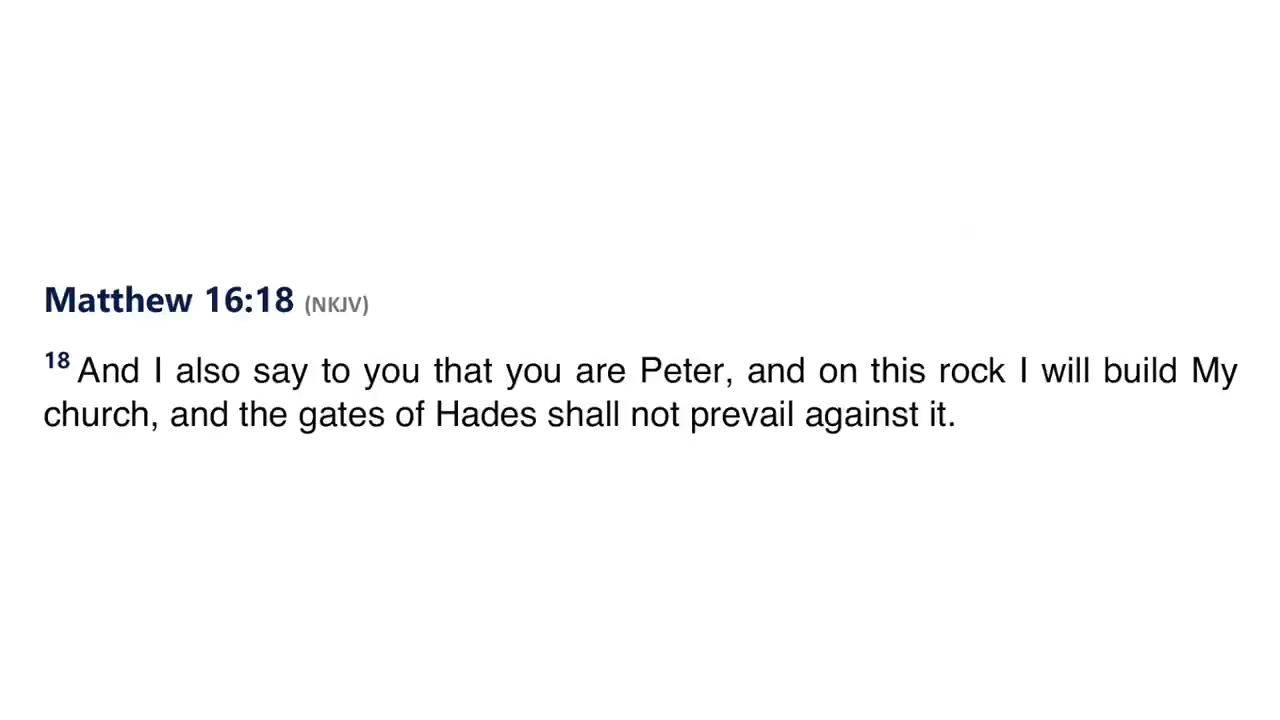 Matthew 16:18 (NKJV)
18 And I also say to you that you are Peter, and on this rock I will build My
church, and the gates of Hades shall not prevail against it.